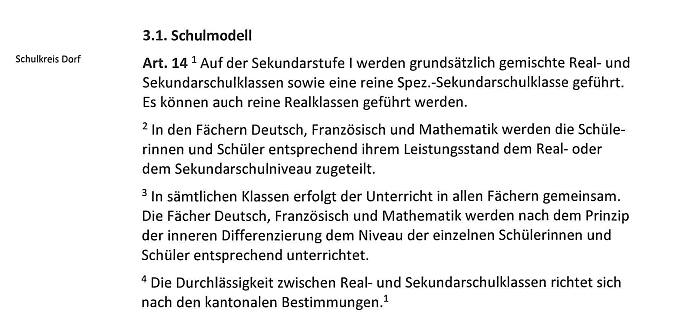 3.1. Schulmodell
Schulkreis Dorf
Art. 14 ¹ Auf der Sekundarstufe I werden grundsätzlich gemischte Real- und
Sekundarschulklassen sowie eine reine Spez.-Sekundarschulklasse geführt.
Es können auch reine Realklassen geführt werden.
² In den Fächern Deutsch, Französisch und Mathematik werden die Schüle-
rinnen und Schüler entsprechend ihrem Leistungsstand dem Real- oder
dem Sekundarschulniveau zugeteilt.
³ In sämtlichen Klassen erfolgt der Unterricht in allen Fächern gemeinsam.
Die Fächer Deutsch, Französisch und Mathematik werden nach dem Prinzip
der inneren Differenzierung dem Niveau der einzelnen Schülerinnen und
Schüler entsprechend unterrichtet.
⁴ Die Durchlässigkeit zwischen Real- und Sekundarschulklassen richtet sich
nach den kantonalen Bestimmungen.¹